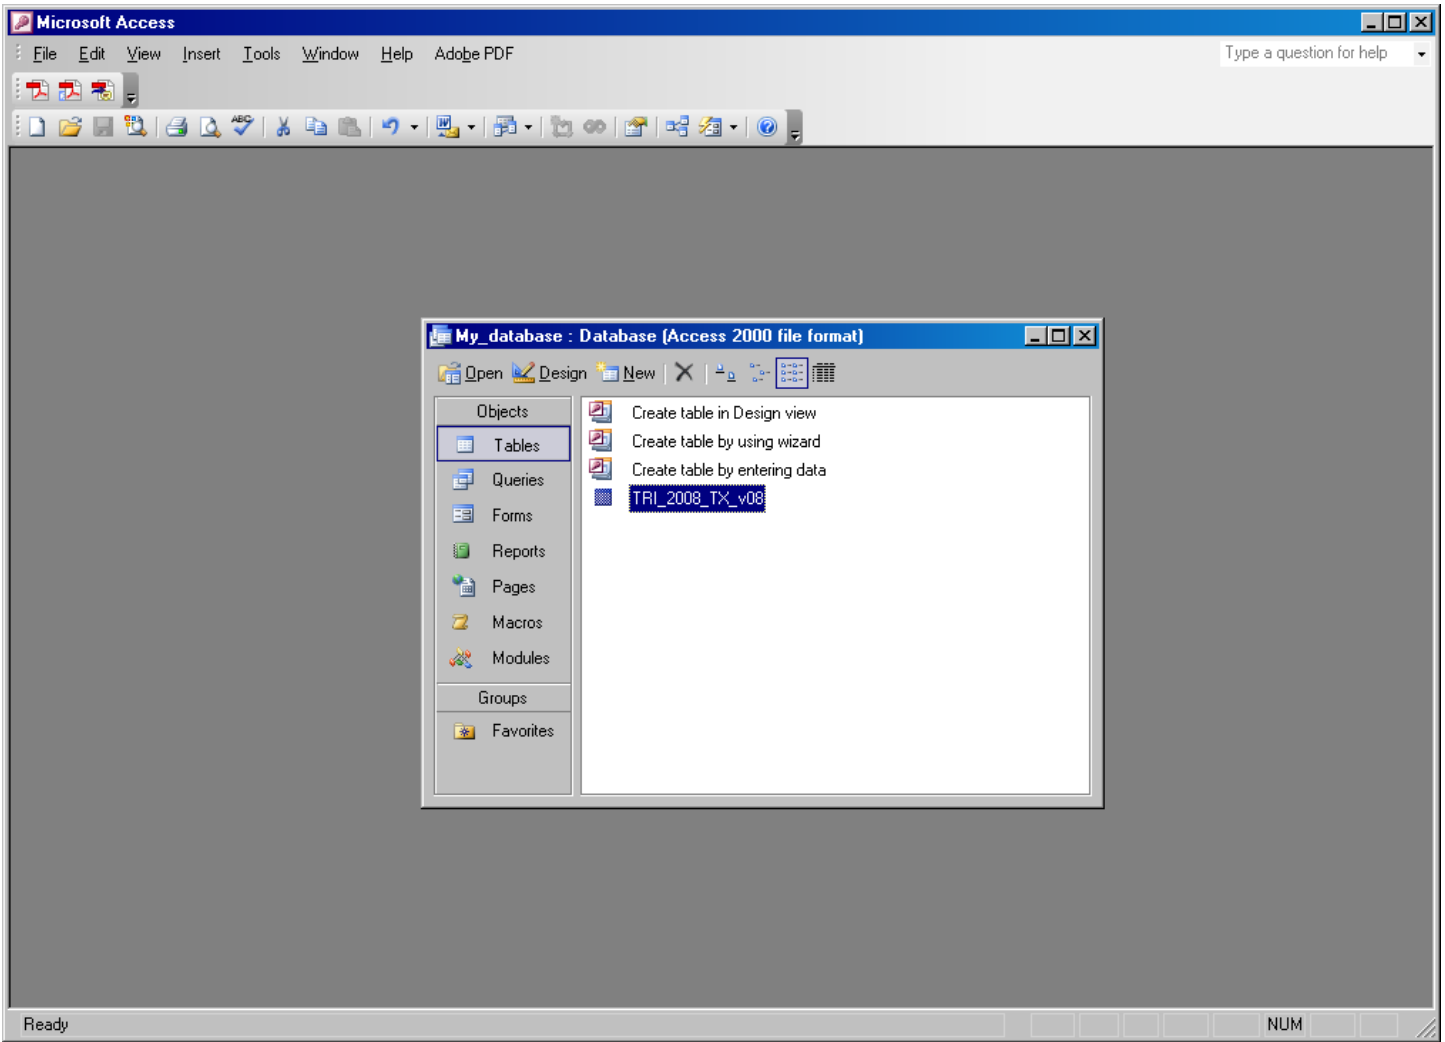 Microsoft Access
File Edit View Insert Tools Window Help Adobe PDF Type a question for help
ABC
W
My_database : Database (Access 2000 file format)
Open Design New
Objects
Tables
Queries
Forms
Reports
Pages
Macros
Modules
Groups
Favorites
Create table in Design view
Create table by using wizard
Create table by entering data
TRI_2008_TX_v08
Ready NUM